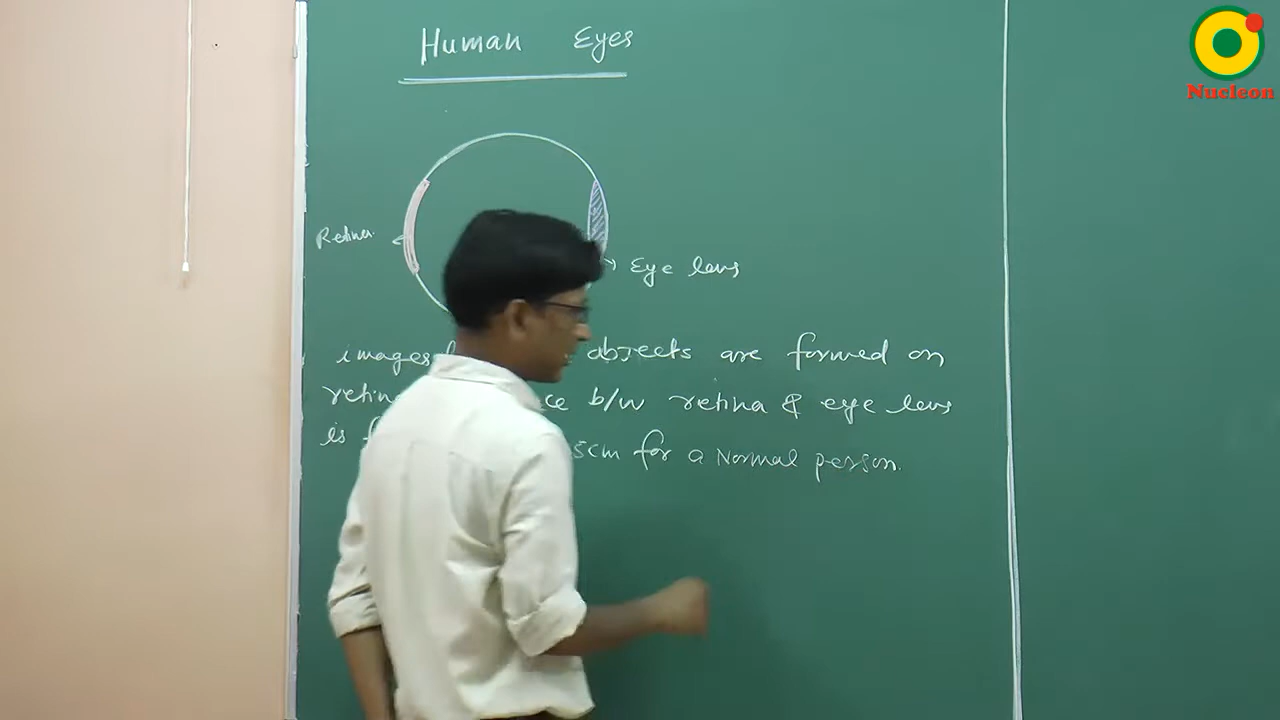 Human Eyes
Nucleon
Retina
Eye lens
images objects are formed on
retin ce b/w retina & eye lens
is f 5cm for a Normal person.